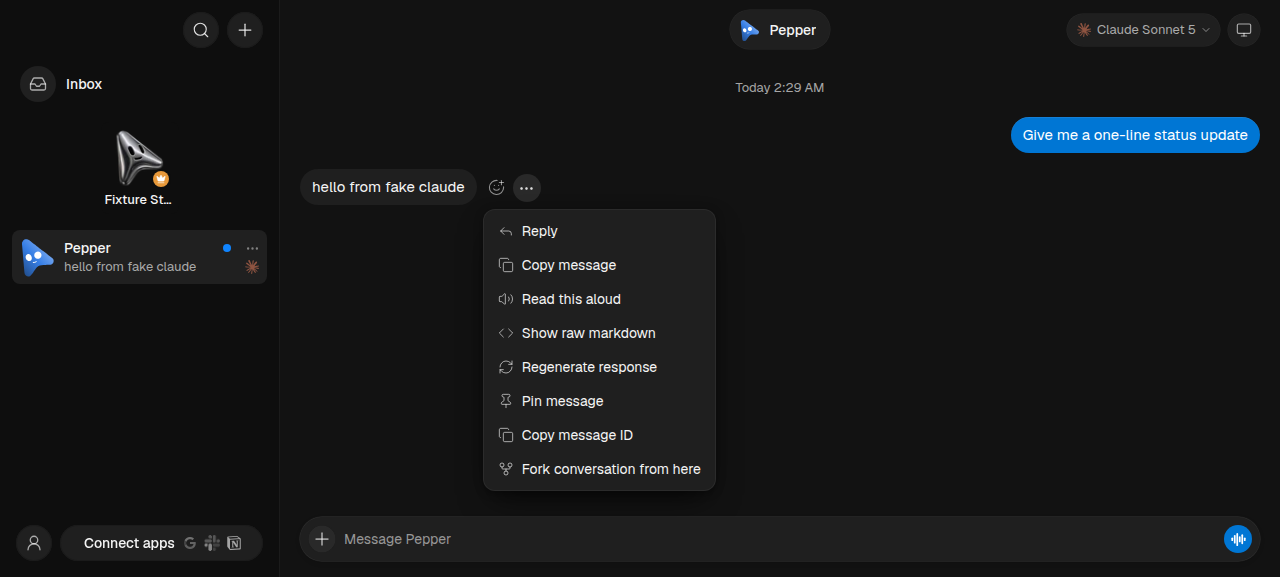 Inbox
Fixture St...
Pepper
hello from fake claude
Connect apps
Pepper
Claude Sonnet 5
Today 2:29 AM
Give me a one-line status update
hello from fake claude
Reply
Copy message
Read this aloud
Show raw markdown
Regenerate response
Pin message
Copy message ID
Fork conversation from here
Message Pepper